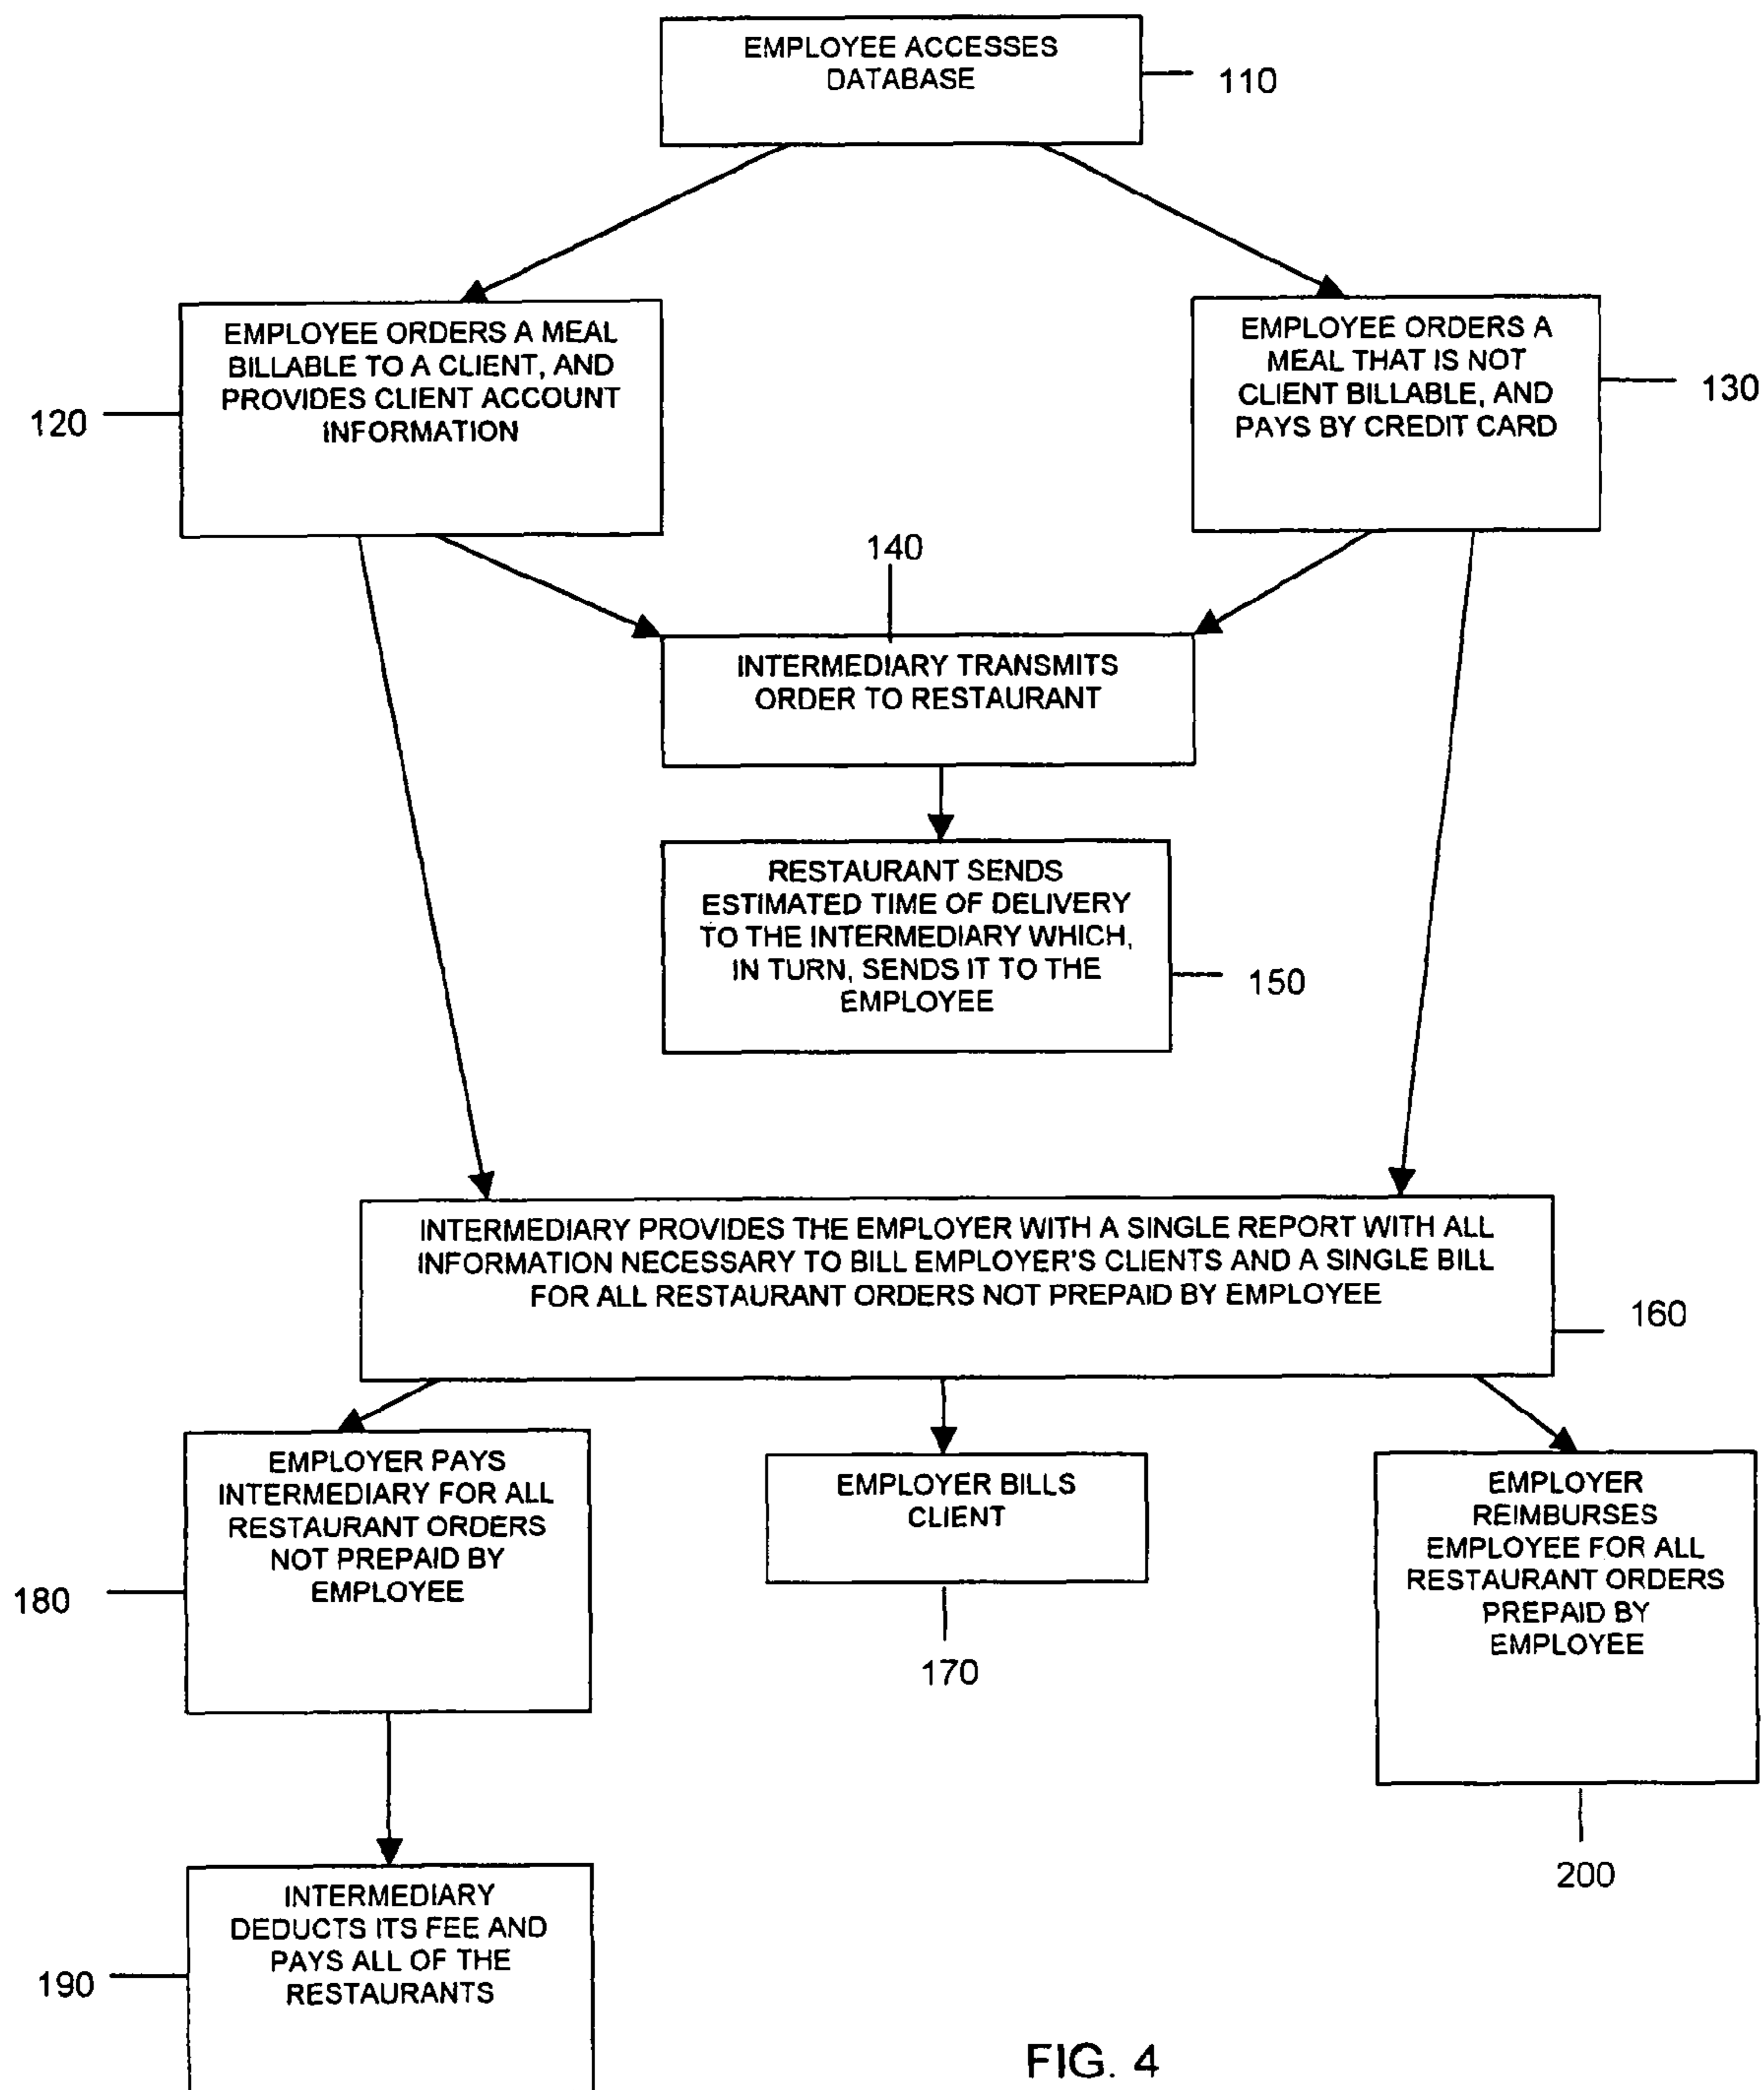 EMPLOYEE ACCESSES
DATABASE
110
EMPLOYEE ORDERS A MEAL
BILLABLE TO A CLIENT, AND
PROVIDES CLIENT ACCOUNT
INFORMATION
120
EMPLOYEE ORDERS A
MEAL THAT IS NOT
CLIENT BILLABLE, AND
PAYS BY CREDIT CARD
130
140
INTERMEDIARY TRANSMITS
ORDER TO RESTAURANT
RESTAURANT SENDS
ESTIMATED TIME OF DELIVERY
TO THE INTERMEDIARY WHICH,
IN TURN, SENDS IT TO THE
EMPLOYEE
150
INTERMEDIARY PROVIDES THE EMPLOYER WITH A SINGLE REPORT WITH ALL
INFORMATION NECESSARY TO BILL EMPLOYER'S CLIENTS AND A SINGLE BILL
FOR ALL RESTAURANT ORDERS NOT PREPAID BY EMPLOYEE
160
EMPLOYER PAYS
INTERMEDIARY FOR ALL
RESTAURANT ORDERS
NOT PREPAID BY
EMPLOYEE
180
EMPLOYER BILLS
CLIENT
170
EMPLOYER
REIMBURSES
EMPLOYEE FOR ALL
RESTAURANT ORDERS
PREPAID BY
EMPLOYEE
200
INTERMEDIARY
DEDUCTS ITS FEE AND
PAYS ALL OF THE
RESTAURANTS
190
FIG. 4